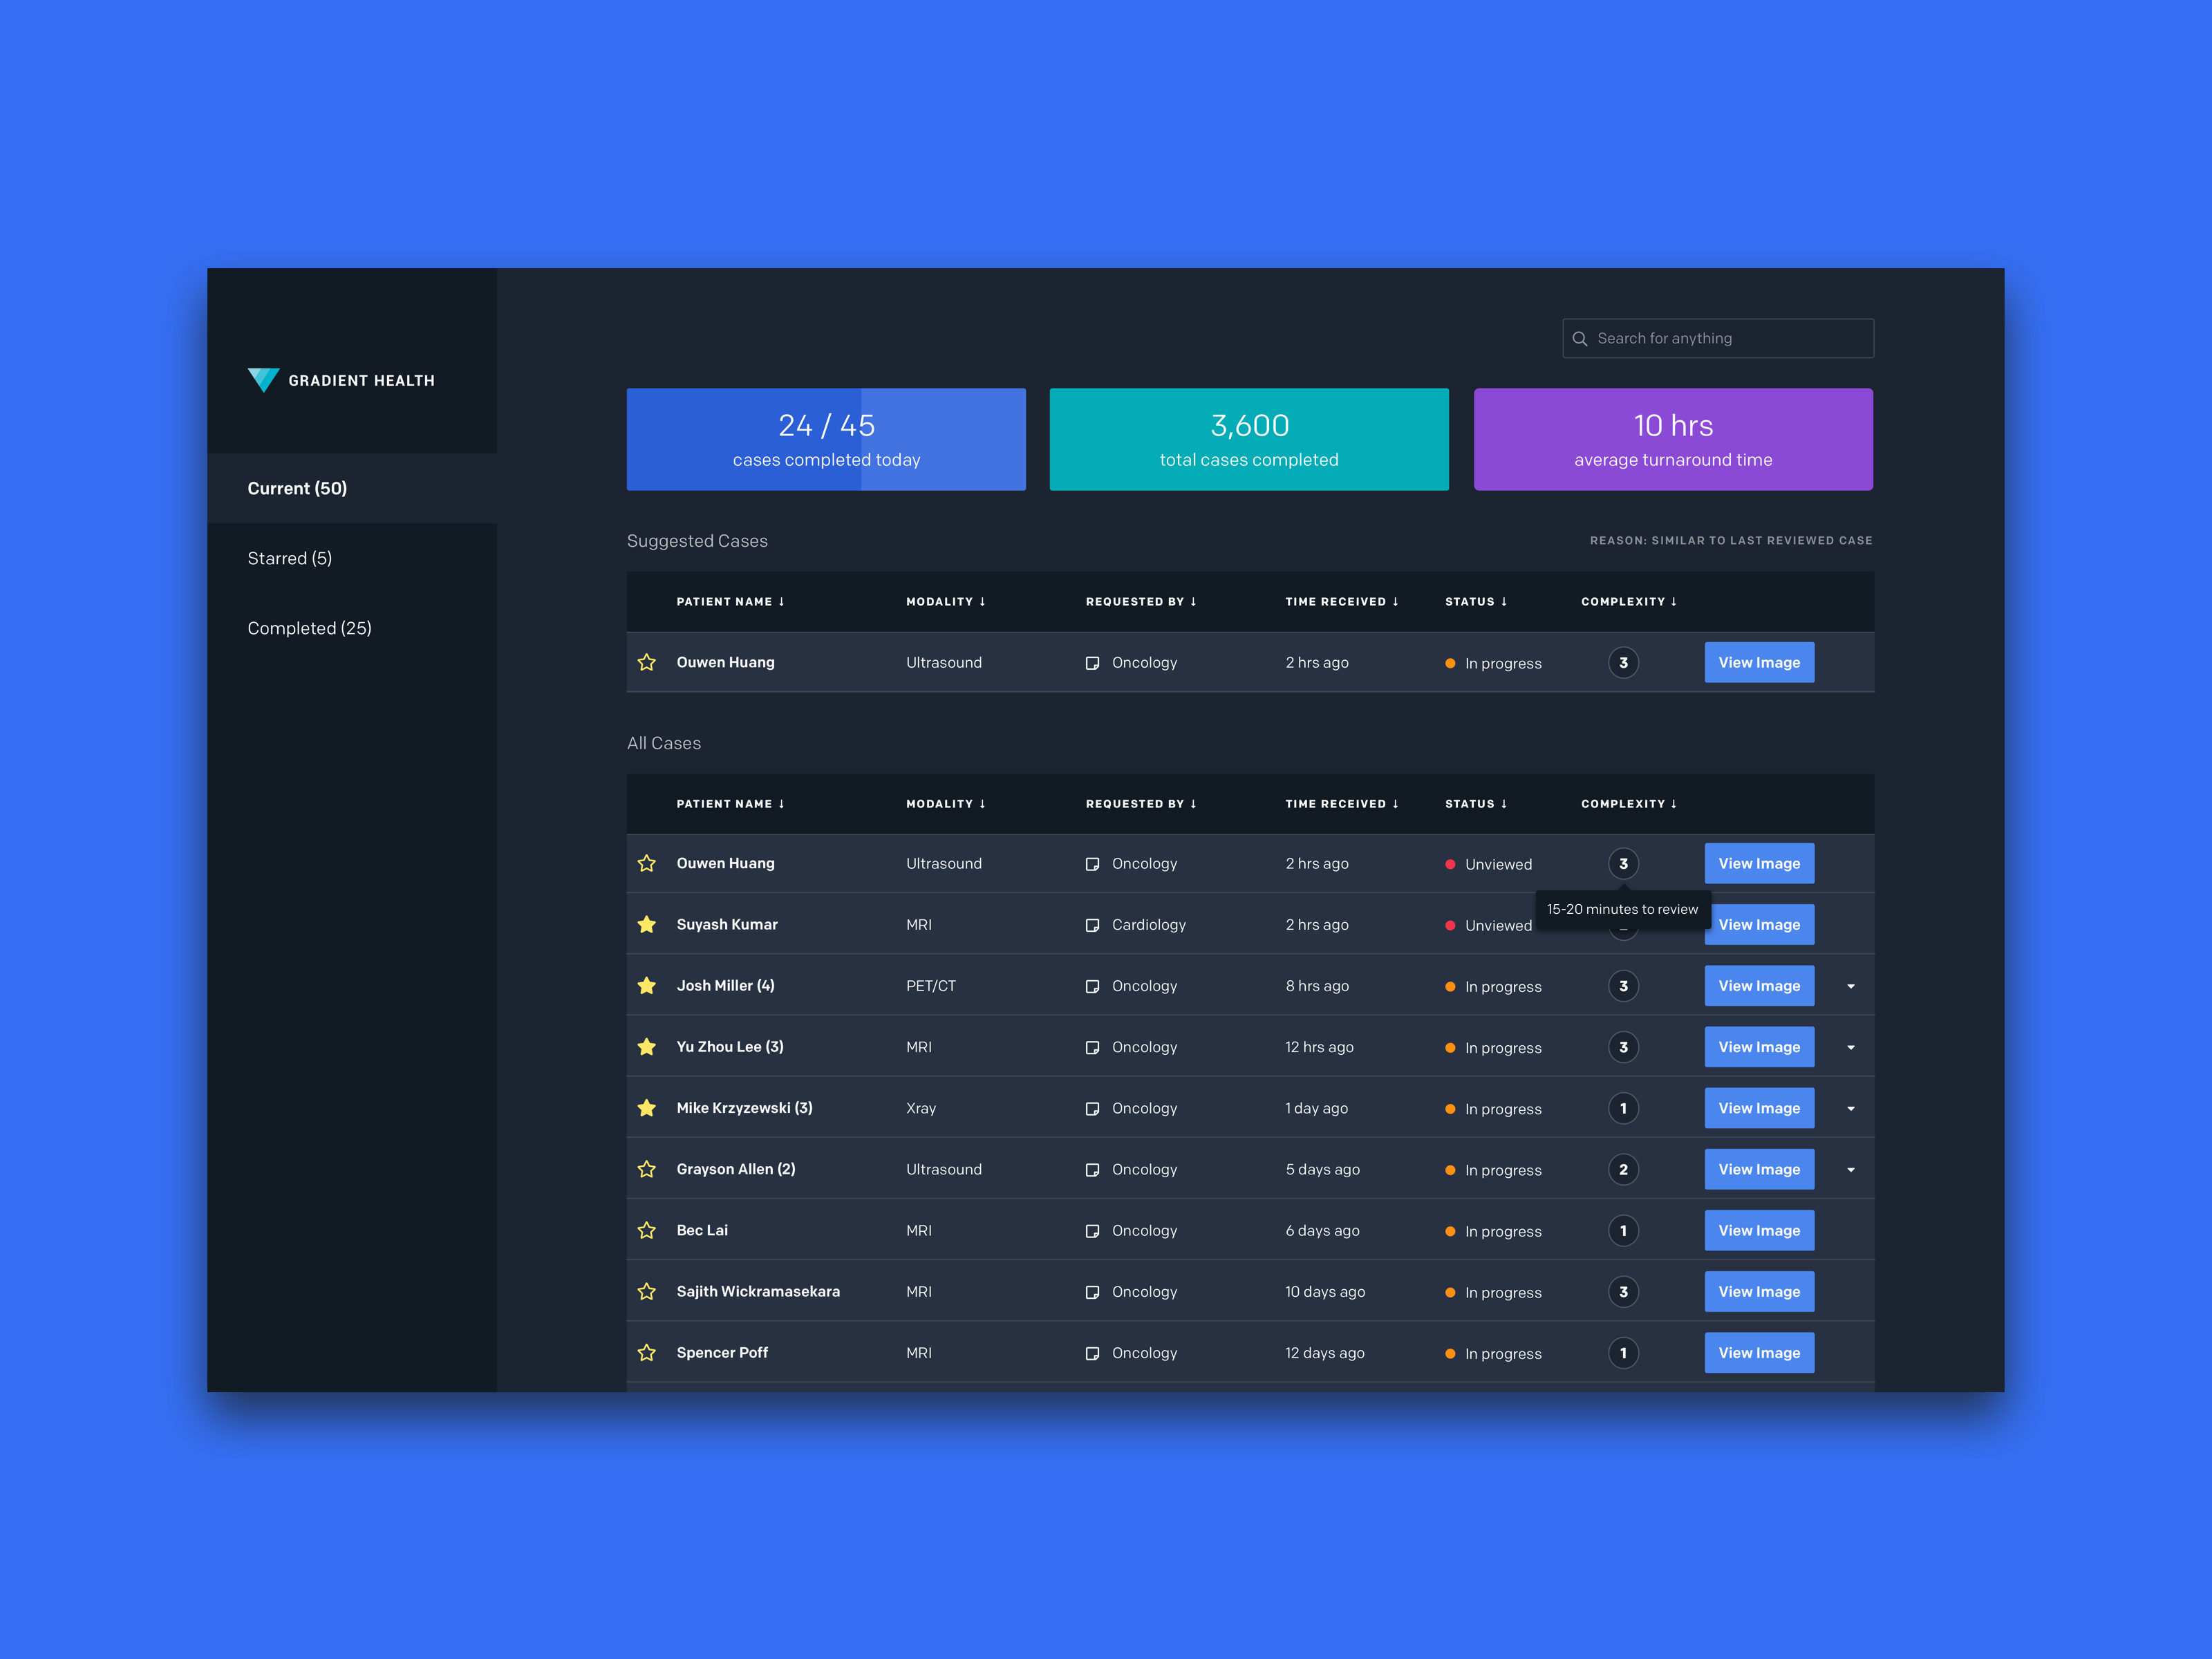 GRADIENT HEALTH
Current (50)
Starred (5)
Completed (25)
Search for anything
24 / 45
cases completed today
3,600
total cases completed
10 hrs
average turnaround time
Suggested Cases
REASON: SIMILAR TO LAST REVIEWED CASE
PATIENT NAME ↓ MODALITY ↓ REQUESTED BY ↓ TIME RECEIVED ↓ STATUS ↓ COMPLEXITY ↓
Ouwen Huang Ultrasound Oncology 2 hrs ago In progress 3 View Image
All Cases
PATIENT NAME ↓ MODALITY ↓ REQUESTED BY ↓ TIME RECEIVED ↓ STATUS ↓ COMPLEXITY ↓
Ouwen Huang Ultrasound Oncology 2 hrs ago Unviewed 3 View Image
15-20 minutes to review
Suyash Kumar MRI Cardiology 2 hrs ago Unviewed View Image
Josh Miller (4) PET/CT Oncology 8 hrs ago In progress 3 View Image
Yu Zhou Lee (3) MRI Oncology 12 hrs ago In progress 3 View Image
Mike Krzyzewski (3) Xray Oncology 1 day ago In progress 1 View Image
Grayson Allen (2) Ultrasound Oncology 5 days ago In progress 2 View Image
Bec Lai MRI Oncology 6 days ago In progress 1 View Image
Sajith Wickramasekara MRI Oncology 10 days ago In progress 3 View Image
Spencer Poff MRI Oncology 12 days ago In progress 1 View Image